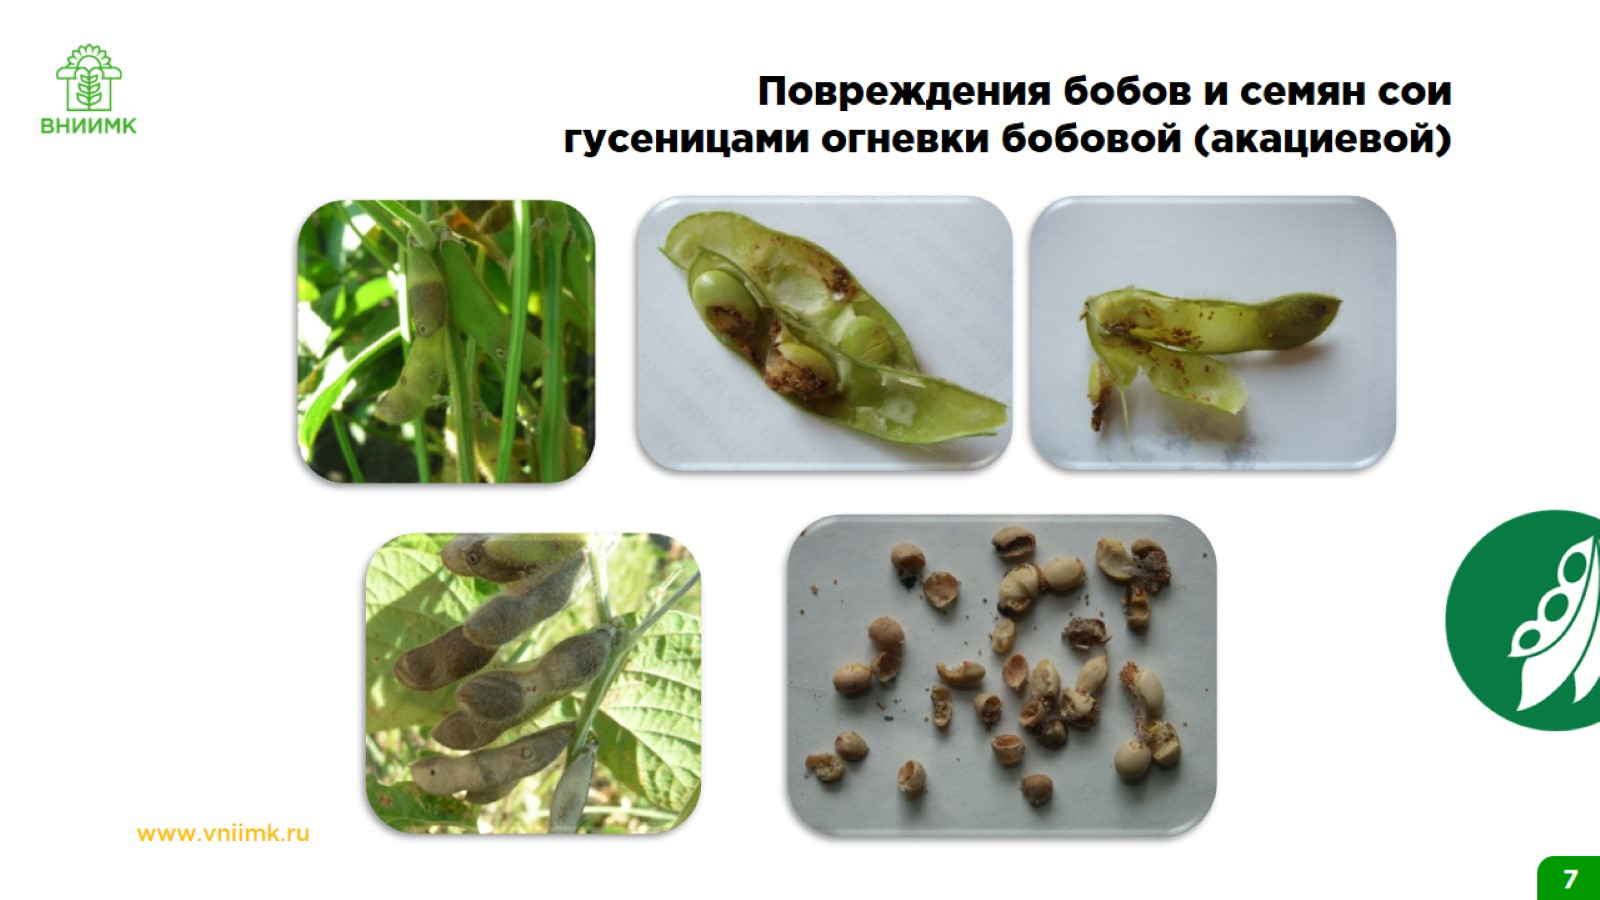 ВНИИМК
Повреждения бобов и семян сои
гусеницами огневки бобовой (акациевой)
www.vniimk.ru
7